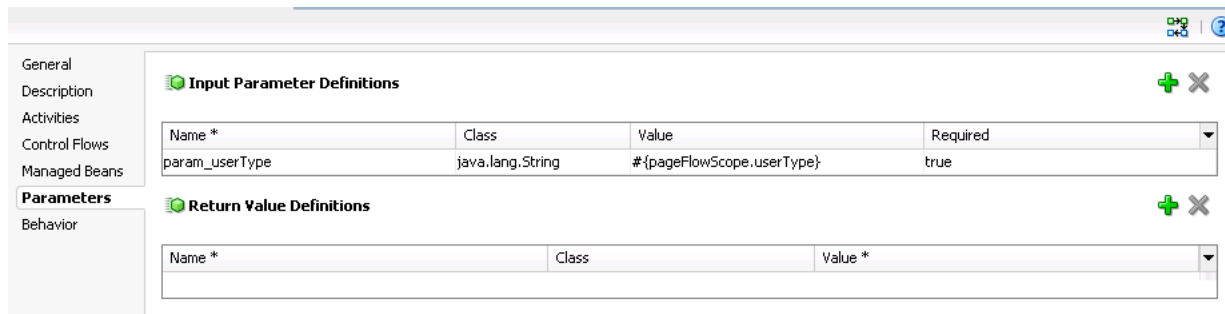 General
Description
Activities
Control Flows
Managed Beans
Parameters
Behavior
Input Parameter Definitions
Name * Class Value Required
param_userType java.lang.String #{pageFlowScope.userType} true
Return Value Definitions
Name * Class Value *